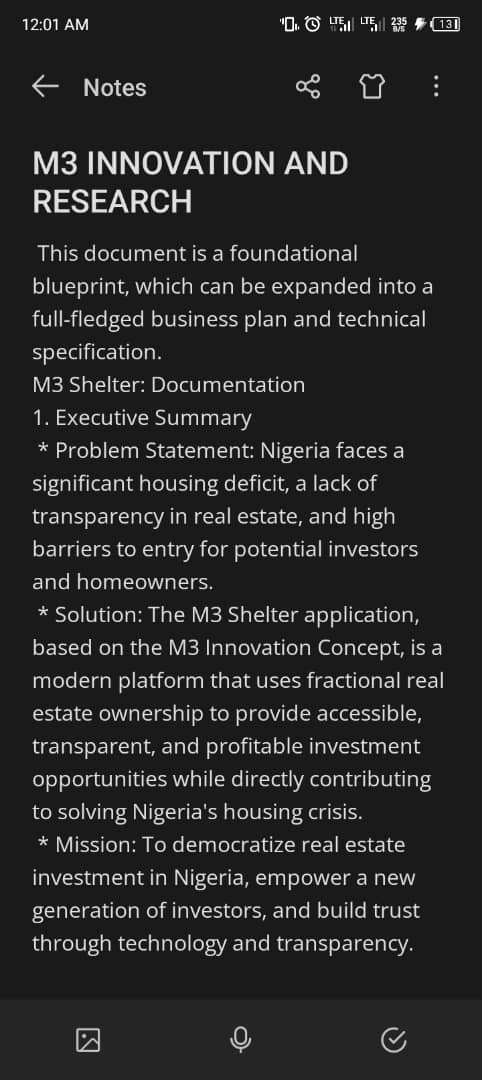 12:01 AM LTE LTE 235 B/S 13
Notes
M3 INNOVATION AND
RESEARCH
This document is a foundational
blueprint, which can be expanded into a
full-fledged business plan and technical
specification.
M3 Shelter: Documentation
1. Executive Summary
* Problem Statement: Nigeria faces a
significant housing deficit, a lack of
transparency in real estate, and high
barriers to entry for potential investors
and homeowners.
* Solution: The M3 Shelter application,
based on the M3 Innovation Concept, is a
modern platform that uses fractional real
estate ownership to provide accessible,
transparent, and profitable investment
opportunities while directly contributing
to solving Nigeria's housing crisis.
* Mission: To democratize real estate
investment in Nigeria, empower a new
generation of investors, and build trust
through technology and transparency.